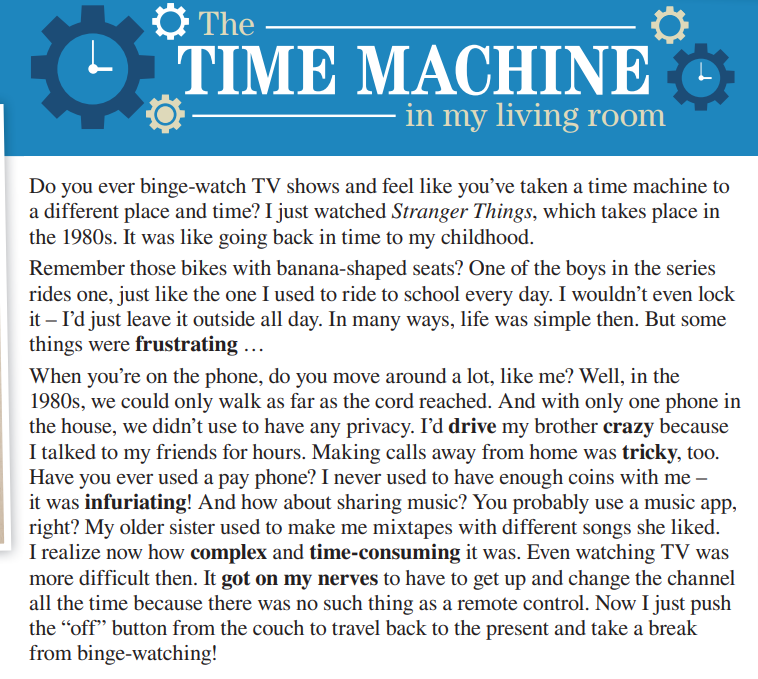 The
TIME MACHINE
in my living room
Do you ever binge-watch TV shows and feel like you’ve taken a time machine to
a different place and time? I just watched Stranger Things, which takes place in
the 1980s. It was like going back in time to my childhood.
Remember those bikes with banana-shaped seats? One of the boys in the series
rides one, just like the one I used to ride to school every day. I wouldn’t even lock
it – I’d just leave it outside all day. In many ways, life was simple then. But some
things were frustrating …
When you’re on the phone, do you move around a lot, like me? Well, in the
1980s, we could only walk as far as the cord reached. And with only one phone in
the house, we didn’t use to have any privacy. I’d drive my brother crazy because
I talked to my friends for hours. Making calls away from home was tricky, too.
Have you ever used a pay phone? I never used to have enough coins with me –
it was infuriating! And how about sharing music? You probably use a music app,
right? My older sister used to make me mixtapes with different songs she liked.
I realize now how complex and time-consuming it was. Even watching TV was
more difficult then. It got on my nerves to have to get up and change the channel
all the time because there was no such thing as a remote control. Now I just push
the “off” button from the couch to travel back to the present and take a break
from binge-watching!